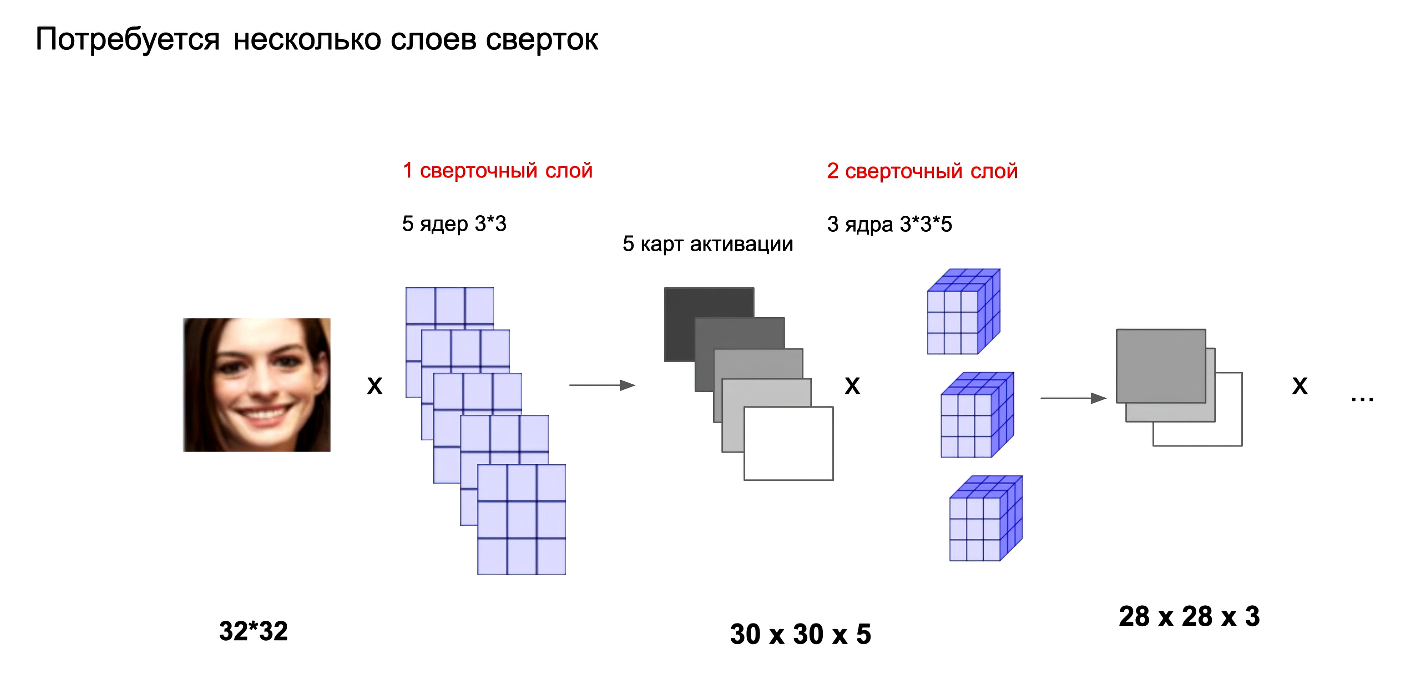 Потребуется несколько слоев сверток
1 сверточный слой
2 сверточный слой
5 ядер 3*3
3 ядра 3*3*5
5 карт активации
X
X
X
...
32*32
30 x 30 x 5
28 x 28 x 3